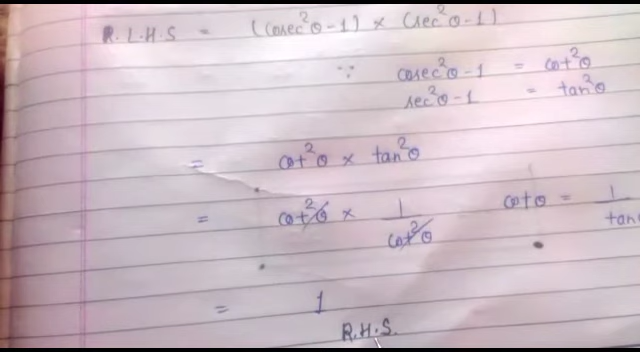 R. L.H.S = (cosec²θ-1) × (sec²θ-1)
∵ cosec²θ-1 = cot²θ
sec²θ-1 = tan²θ
= cot²θ × tan²θ
= cot²θ × 1/cot²θ cotθ = 1/tan
= 1
R.H.S.